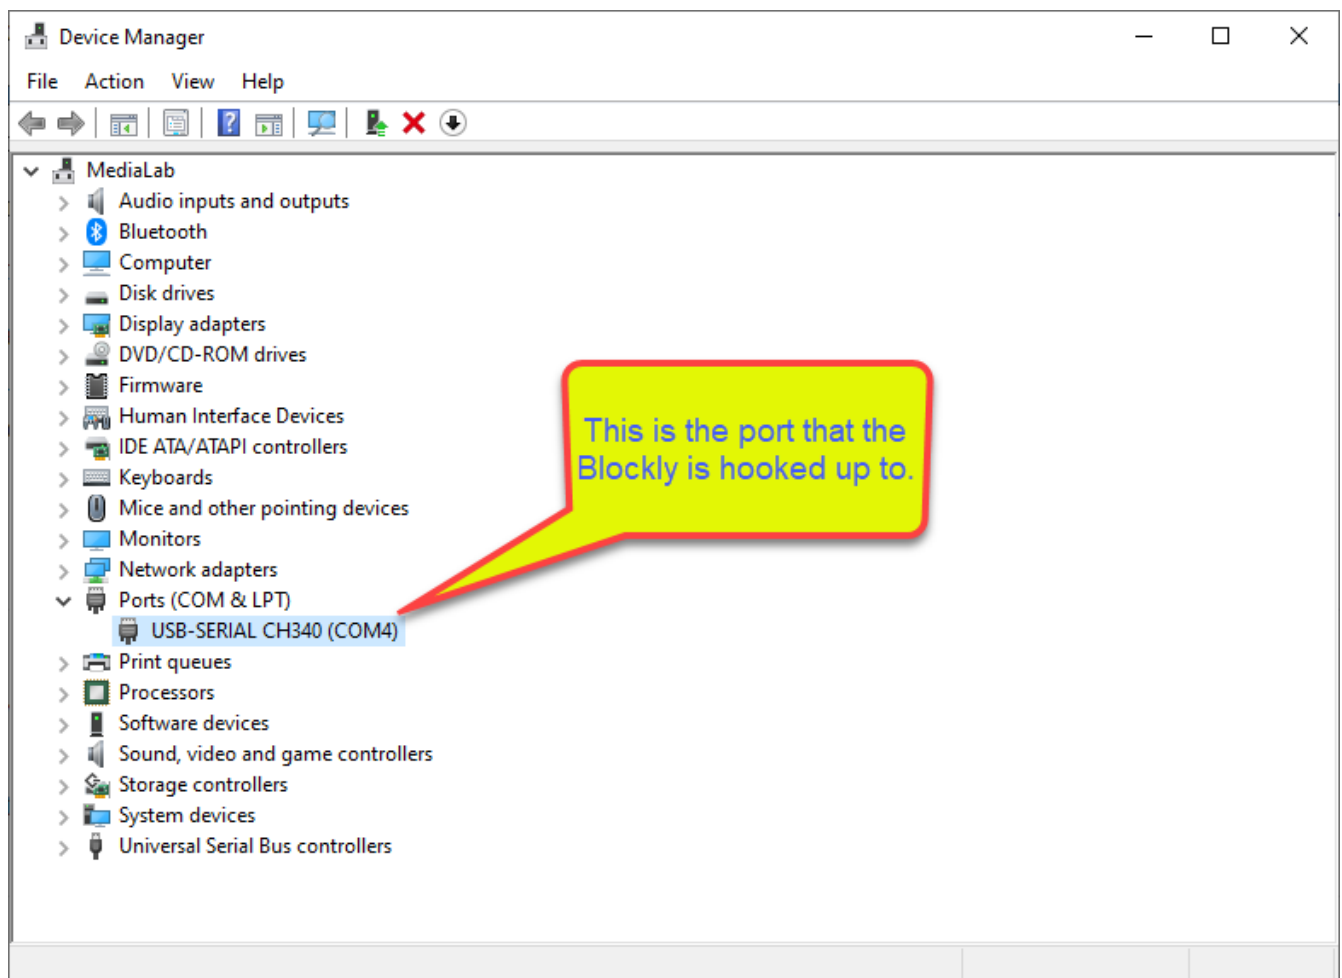 Device Manager
File Action View Help
MediaLab
Audio inputs and outputs
Bluetooth
Computer
Disk drives
Display adapters
DVD/CD-ROM drives
Firmware
Human Interface Devices
IDE ATA/ATAPI controllers
Keyboards
Mice and other pointing devices
Monitors
Network adapters
Ports (COM & LPT)
USB-SERIAL CH340 (COM4)
Print queues
Processors
Software devices
Sound, video and game controllers
Storage controllers
System devices
Universal Serial Bus controllers
This is the port that the
Blockly is hooked up to.